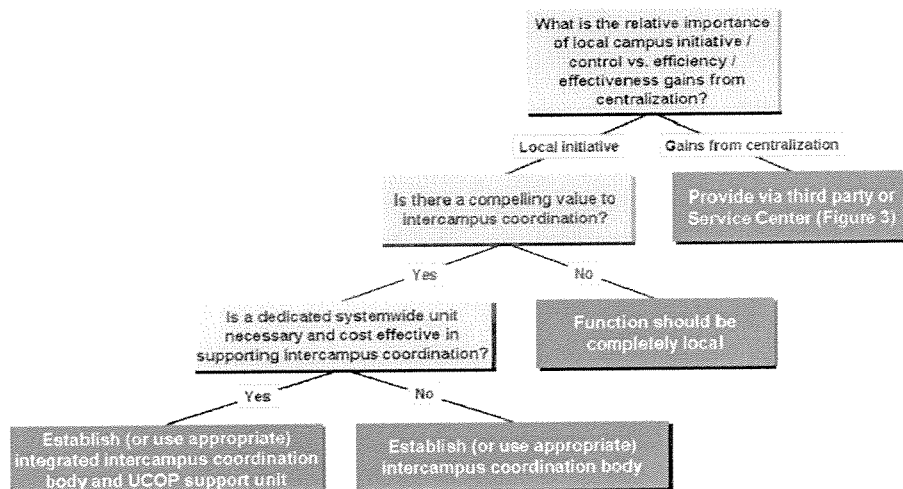 What is the relative importance
of local campus initiative /
control vs. efficiency /
effectiveness gains from
centralization?
Local initiative
Gains from centralization
Is there a compelling value to
intercampus coordination?
Provide via third party or
Service Center (Figure 3)
Yes
No
Is a dedicated systemwide unit
necessary and cost effective in
supporting intercampus coordination?
Function should be
completely local
Yes
No
Establish (or use appropriate)
integrated intercampus coordination
body and UCOP support unit
Establish (or use appropriate)
intercampus coordination body